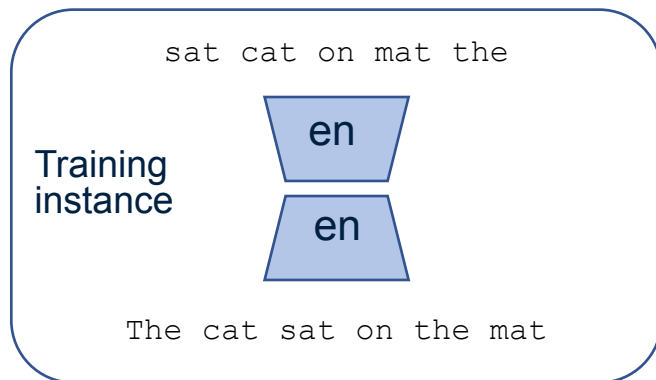 sat cat on mat the
en
Training
instance
en
The cat sat on the mat